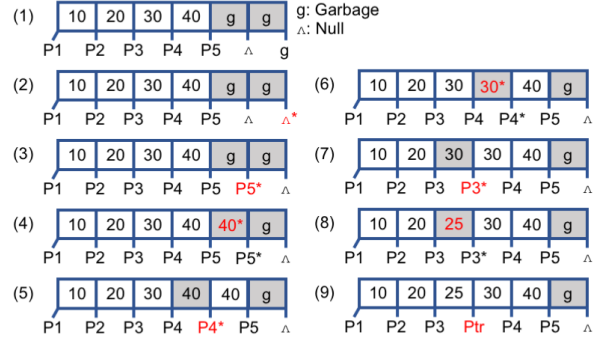 (1) 10 20 30 40 g g
P1 P2 P3 P4 P5 ㅅ g
g: Garbage
ㅅ: Null
(2) 10 20 30 40 g g
P1 P2 P3 P4 P5 ㅅ ㅅ*
(3) 10 20 30 40 g g
P1 P2 P3 P4 P5 P5* ㅅ
(4) 10 20 30 40 40* g
P1 P2 P3 P4 P5 P5* ㅅ
(5) 10 20 30 40 40 g
P1 P2 P3 P4 P4* P5 ㅅ
(6) 10 20 30 30* 40 g
P1 P2 P3 P4 P4* P5 ㅅ
(7) 10 20 30 30 40 g
P1 P2 P3 P3* P4 P5 ㅅ
(8) 10 20 25 30 40 g
P1 P2 P3 P3* P4 P5 ㅅ
(9) 10 20 25 30 40 g
P1 P2 P3 Ptr P4 P5 ㅅ